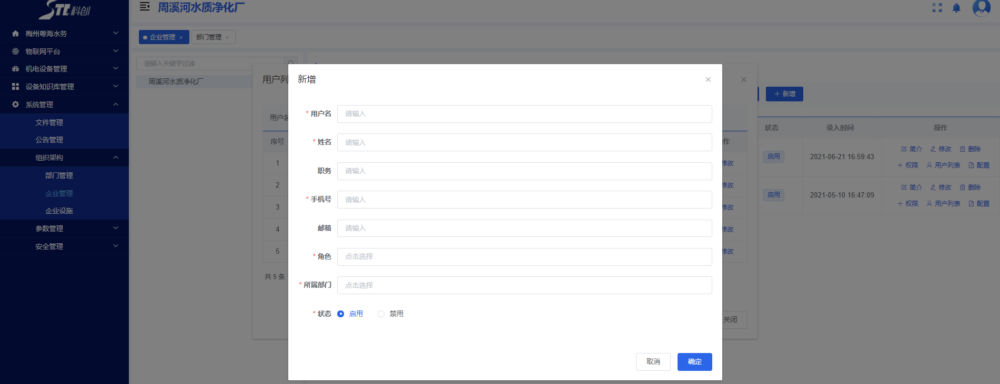 STC科创
周溪河水质净化厂
梅州粤海水务
物联网平台
机电设备管理
设备知识库管理
系统管理
文件管理
公告管理
组织架构
部门管理
企业管理
企业设施
参数管理
安全管理
企业管理 ×
部门管理 ×
请输入关键字过滤
周溪河水质净化厂
用户列
用户名
序号
1
2
3
4
5
共 5 条
作
修改
修改
修改
修改
修改
关闭
新增
* 用户名 请输入
* 姓名 请输入
职务 请输入
* 手机号 请输入
邮箱 请输入
* 角色 点击选择
* 所属部门 点击选择
* 状态 启用 禁用
取消 确定
+ 新增
状态 录入时间 操作
启用 2021-06-21 16:59:43 简介 修改 删除
+ 权限 用户列表 配置
启用 2021-05-10 16:47:09 简介 修改 删除
+ 权限 用户列表 配置